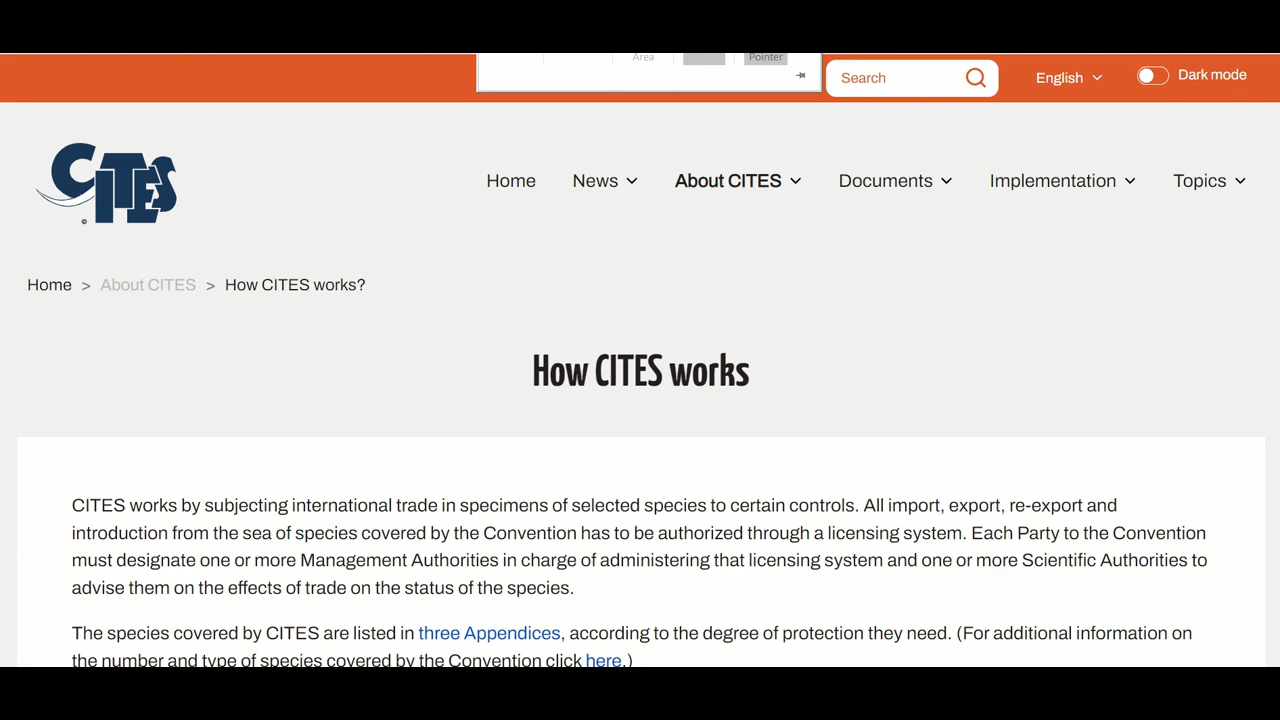 Area
Pointer
Search
English
Dark mode
CITES
©
Home
News
About CITES
Documents
Implementation
Topics
Home > About CITES > How CITES works?
How CITES works
CITES works by subjecting international trade in specimens of selected species to certain controls. All import, export, re-export and
introduction from the sea of species covered by the Convention has to be authorized through a licensing system. Each Party to the Convention
must designate one or more Management Authorities in charge of administering that licensing system and one or more Scientific Authorities to
advise them on the effects of trade on the status of the species.
The species covered by CITES are listed in three Appendices, according to the degree of protection they need. (For additional information on
the number and type of species covered by the Convention click here.)